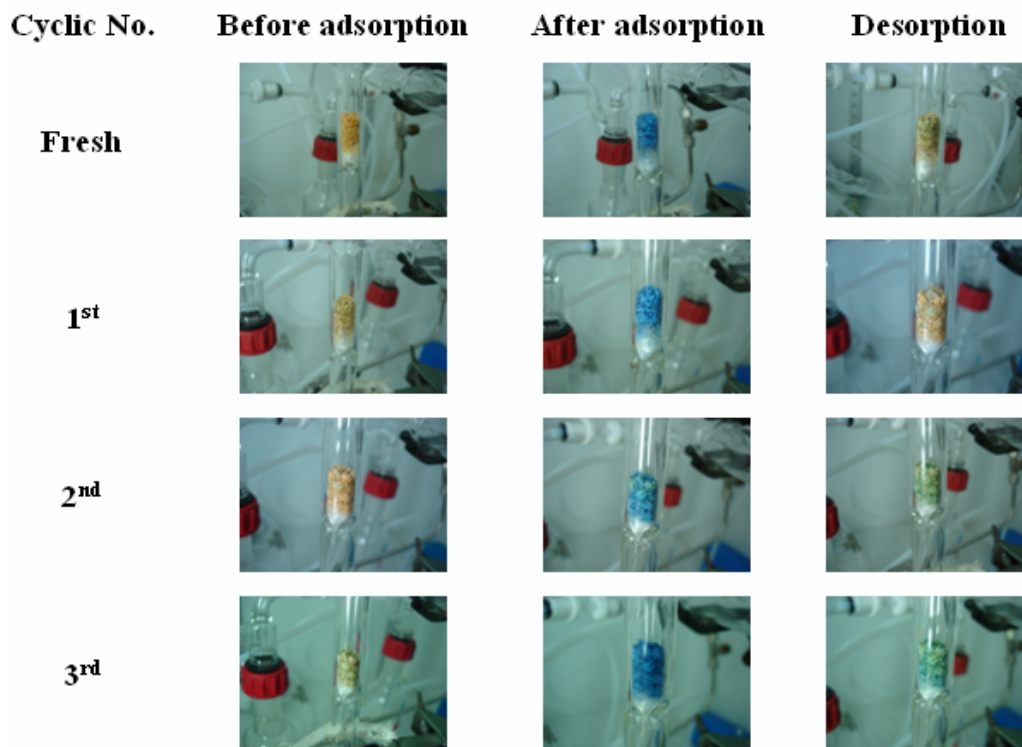 Cyclic No. Before adsorption After adsorption Desorption
Fresh
1st
2nd
3rd